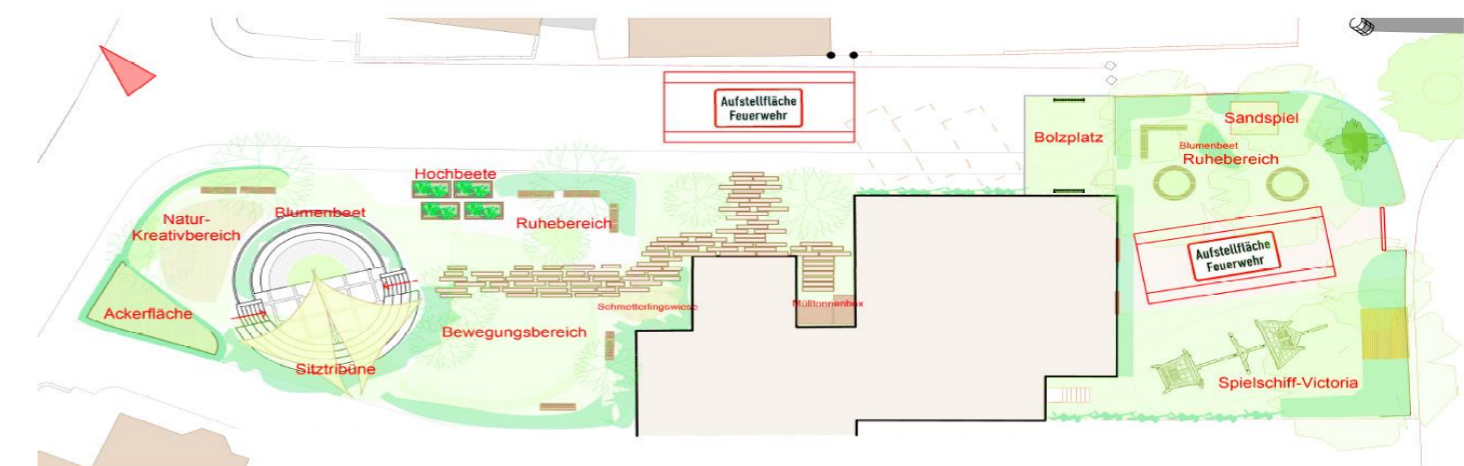 Aufstellfläche
Feuerwehr
Sandspiel
Bolzplatz
Blumenbeet
Ruhebereich
Hochbeete
Natur-
Kreativbereich
Blumenbeet
Ruhebereich
Aufstellfläche
Feuerwehr
Ackerfläche
Schmetterlingswiese
Mülltonnenbox
Bewegungsbereich
Sitztribüne
Spielschiff-Victoria